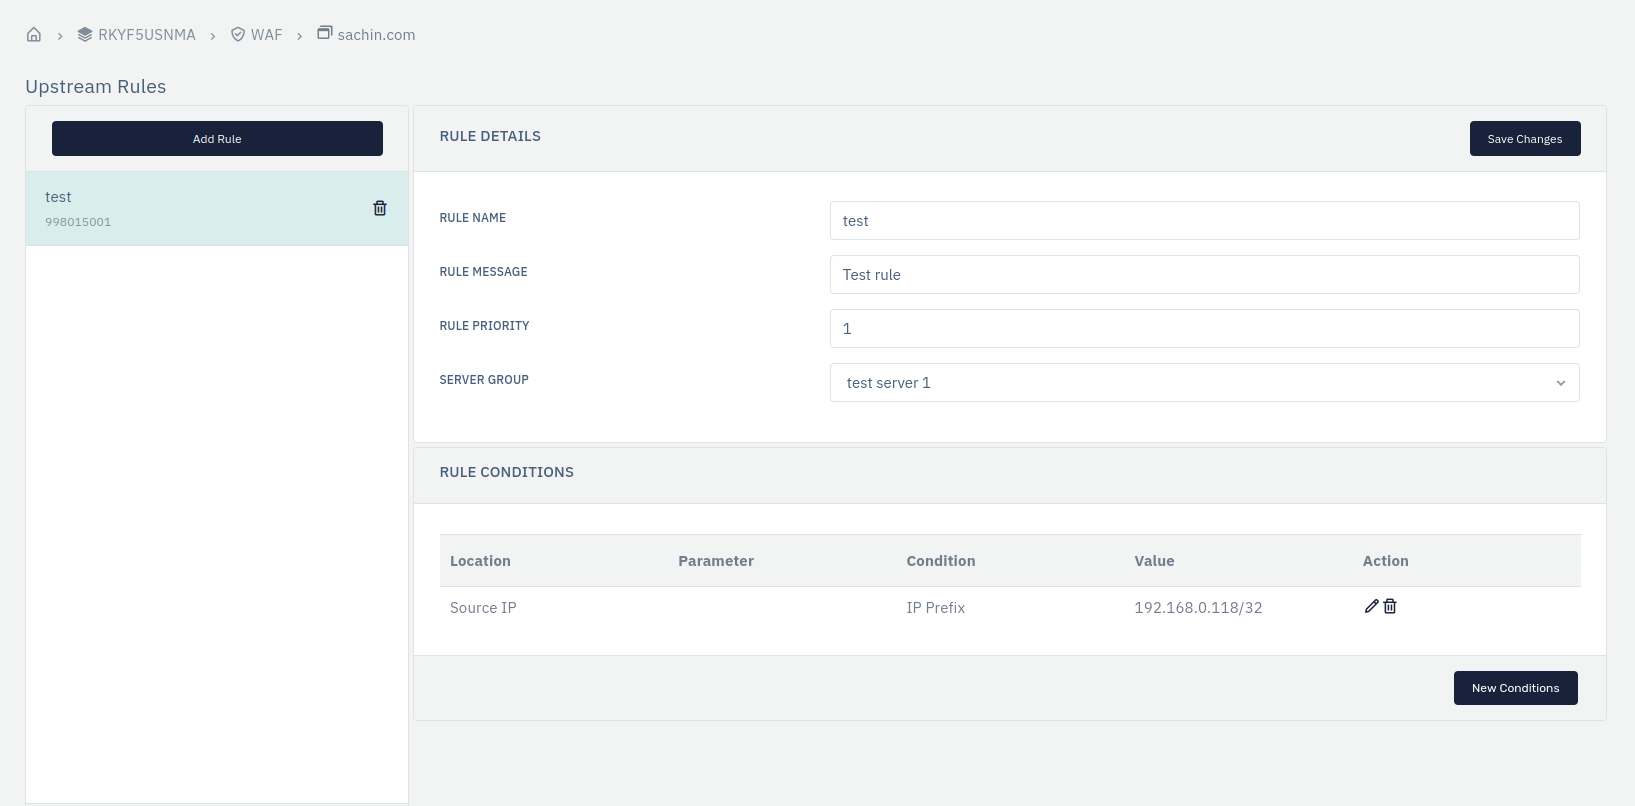 RKYF5USNMA > WAF > sachin.com
Upstream Rules
Add Rule
test
998015001
RULE DETAILS
Save Changes
RULE NAME
test
RULE MESSAGE
Test rule
RULE PRIORITY
1
SERVER GROUP
test server 1
RULE CONDITIONS
Location Parameter Condition Value Action
Source IP IP Prefix 192.168.0.118/32
New Conditions